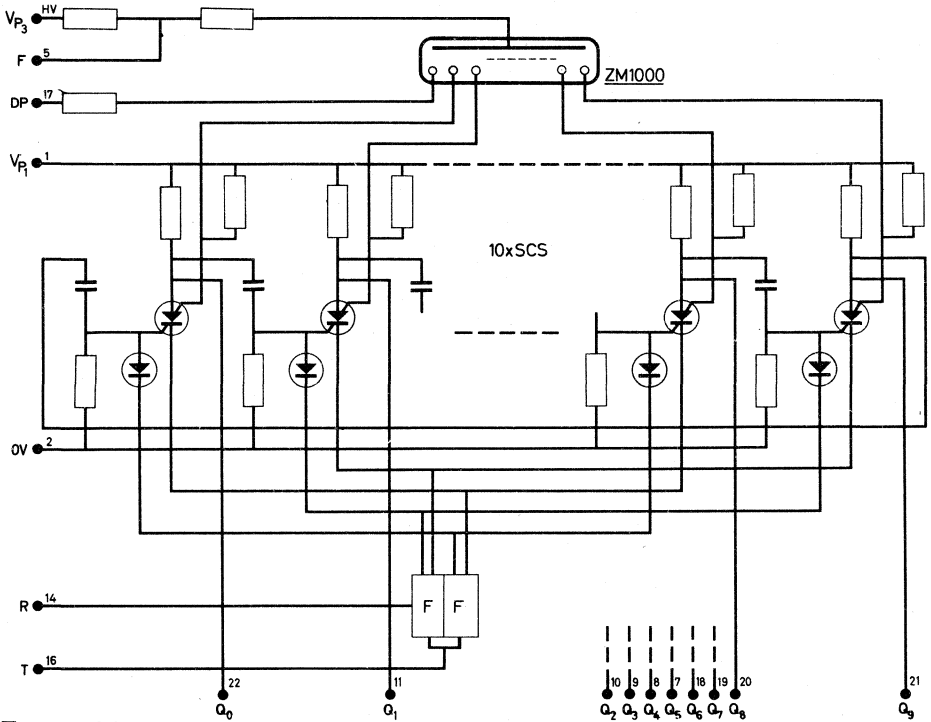 VP3 HV
F 5
ZM1000
DP 17
VP1 1
10xSCS
0V 2
F F
R 14
T 16
22 11 10 9 8 7 18 19 20 21
Q0 Q1 Q2 Q3 Q4 Q5 Q6 Q7 Q8 Q9